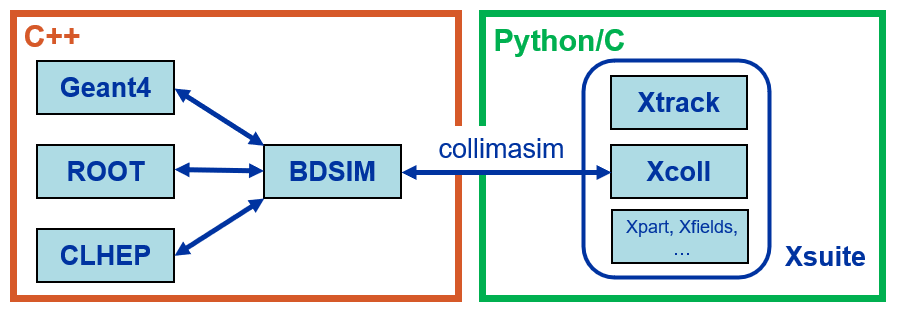 C++
Geant4
ROOT
CLHEP
BDSIM
collimasim
Python/C
Xtrack
Xcoll
Xpart, Xfields,
…
Xsuite